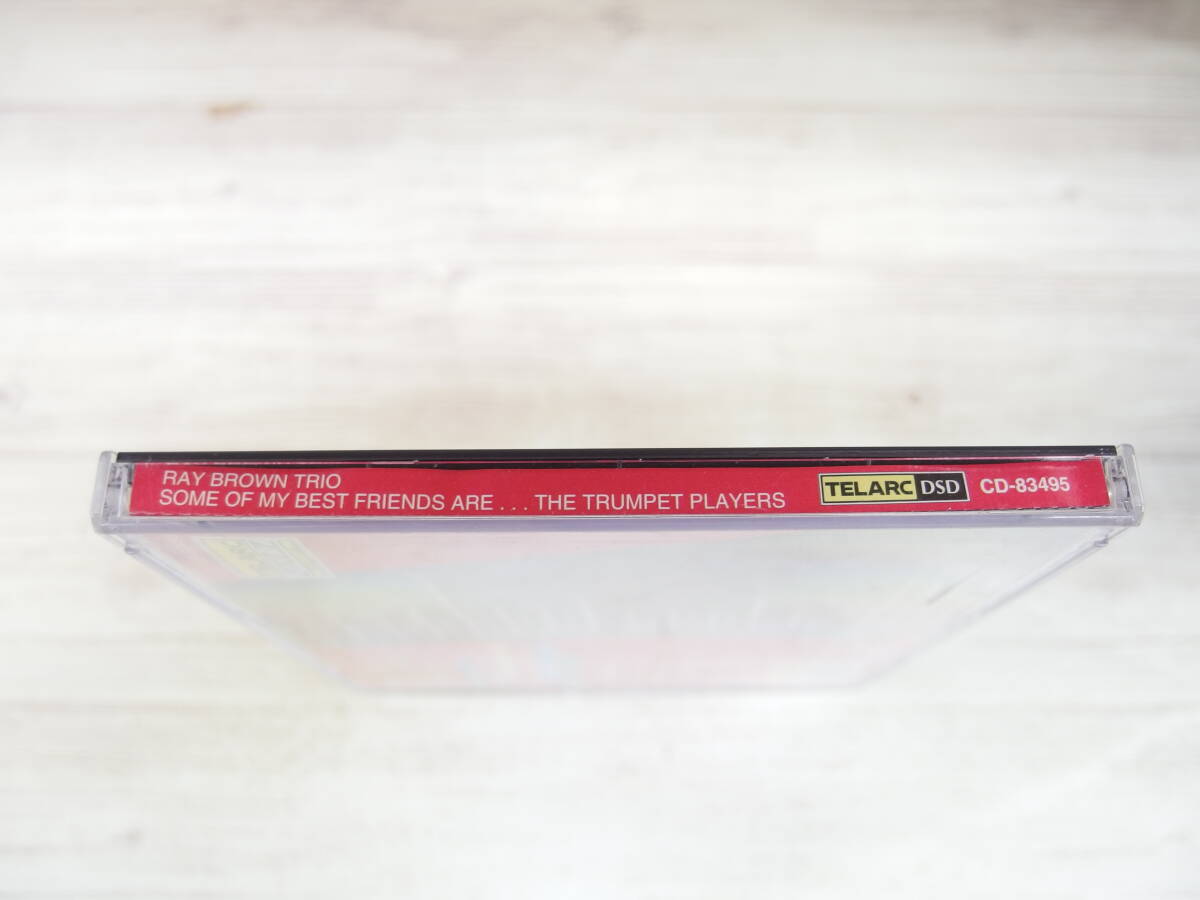 RAY BROWN TRIO
SOME OF MY BEST FRIENDS ARE . . . THE TRUMPET PLAYERS
TELARC DSD CD-83495